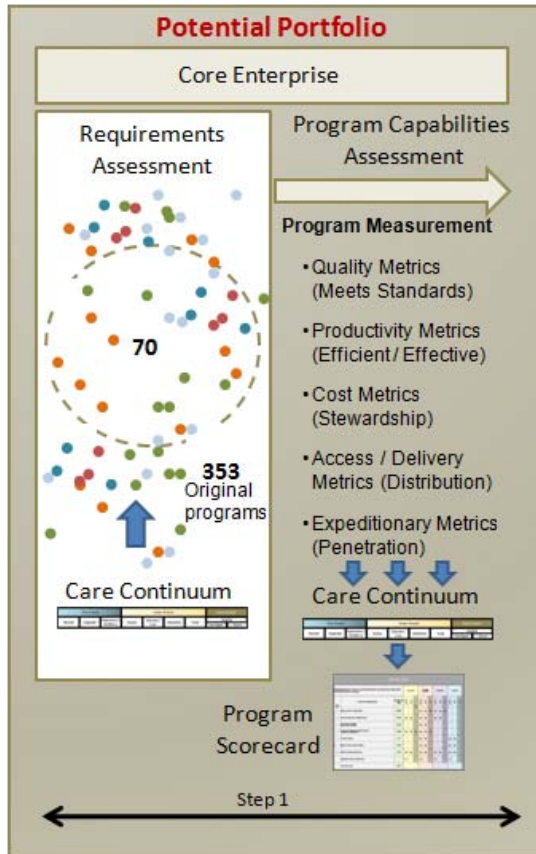 Potential Portfolio
Core Enterprise
Requirements
Assessment
70
353
Original
programs
Care Continuum
Program Capabilities
Assessment
Program Measurement
•Quality Metrics
(Meets Standards)
•Productivity Metrics
(Efficient / Effective)
•Cost Metrics
(Stewardship)
•Access / Delivery
Metrics (Distribution)
•Expeditionary Metrics
(Penetration)
Care Continuum
Program
Scorecard
Step 1